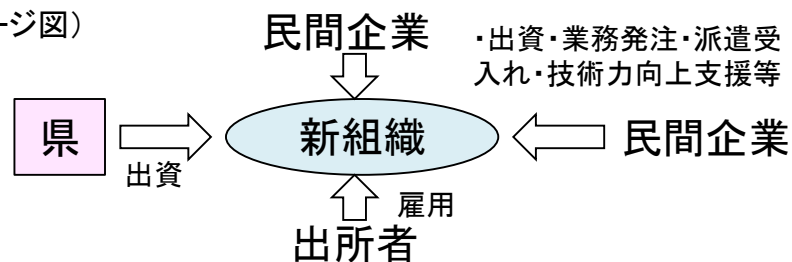 ージ図）
民間企業
・出資・業務発注・派遣受
入れ・技術力向上支援等
県
新組織
民間企業
出資
雇用
出所者